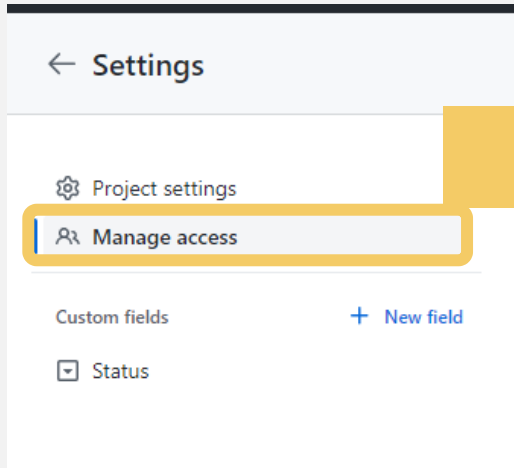 Settings
Project settings
Manage access
Custom fields
+ New field
Status